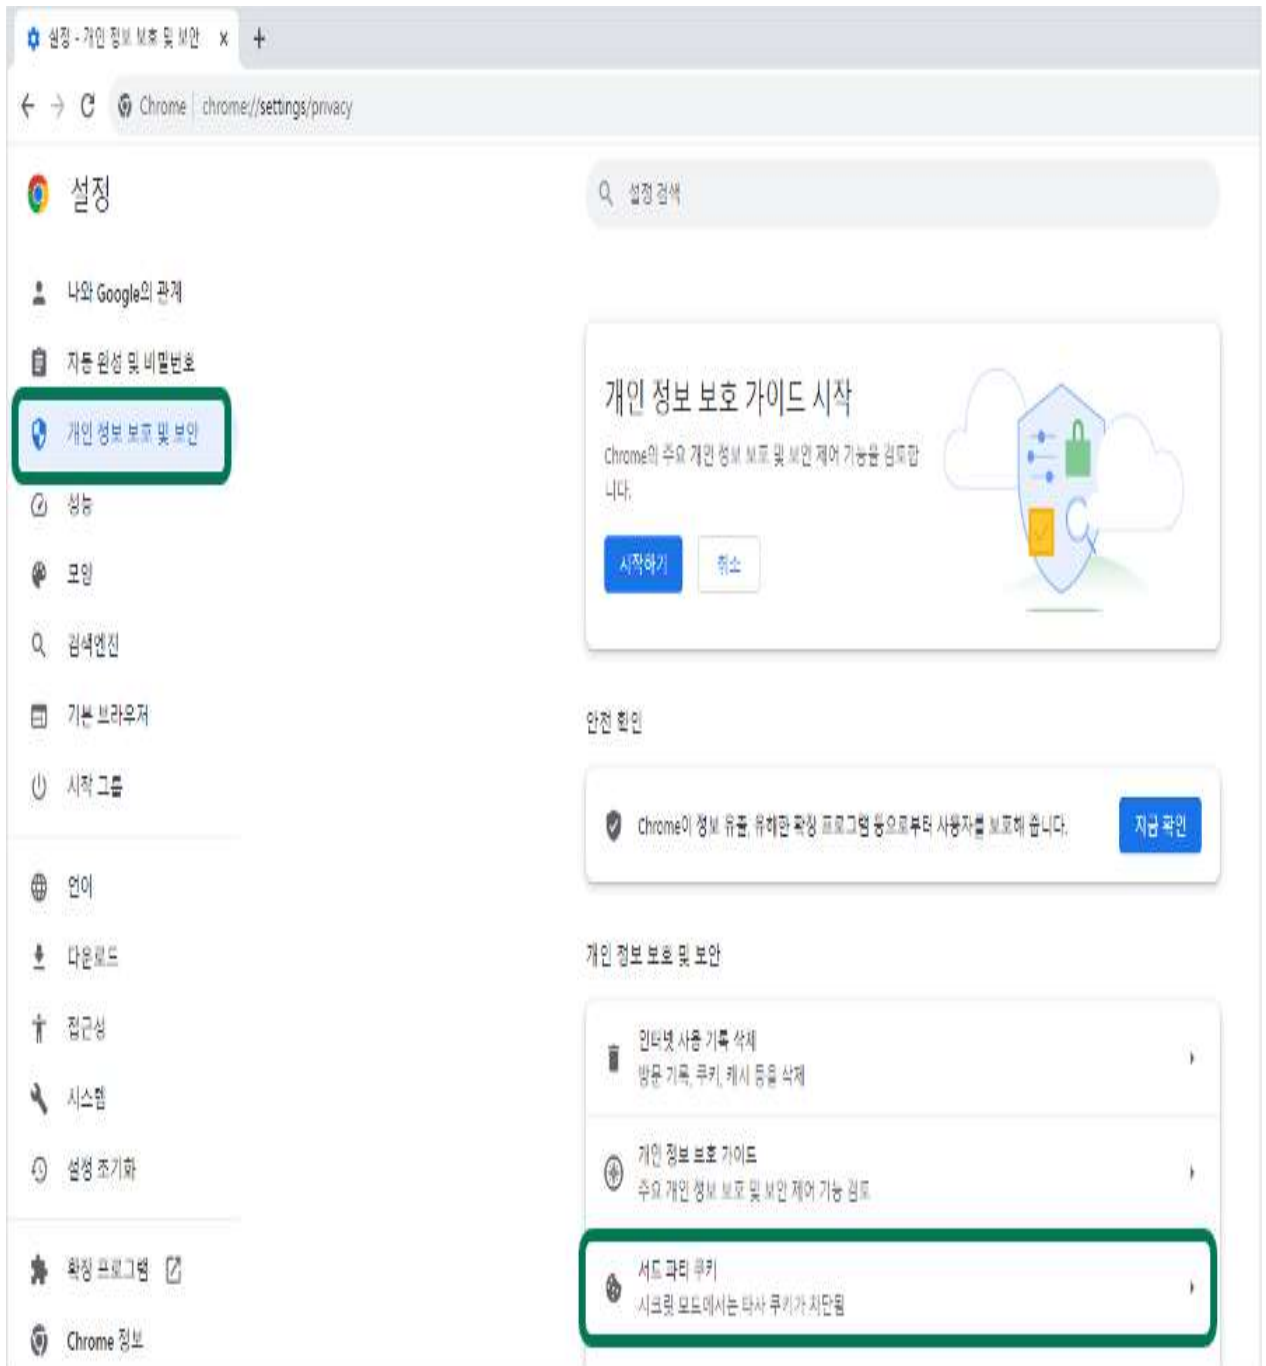 설정 - 개인 정보 보호 및 보안
Chrome
chrome://settings/privacy
설정
설정 검색
나와 Google의 관계
자동 완성 및 비밀번호
개인 정보 보호 및 보안
성능
모양
검색엔진
기본 브라우저
시작 그룹
언어
다운로드
접근성
시스템
설정 초기화
확장 프로그램
Chrome 정보
개인 정보 보호 가이드 시작
Chrome의 주요 개인 정보 보호 및 보안 제어 기능을 검토합
니다.
시작하기
취소
안전 확인
Chrome이 정보 유출, 유해한 확장 프로그램 등으로부터 사용자를 보호해 줍니다.
지금 확인
개인 정보 보호 및 보안
인터넷 사용 기록 삭제
방문 기록, 쿠키, 캐시 등을 삭제
개인 정보 보호 가이드
주요 개인 정보 보호 및 보안 제어 기능 검토
서드 파티 쿠키
시크릿 모드에서는 타사 쿠키가 차단됨